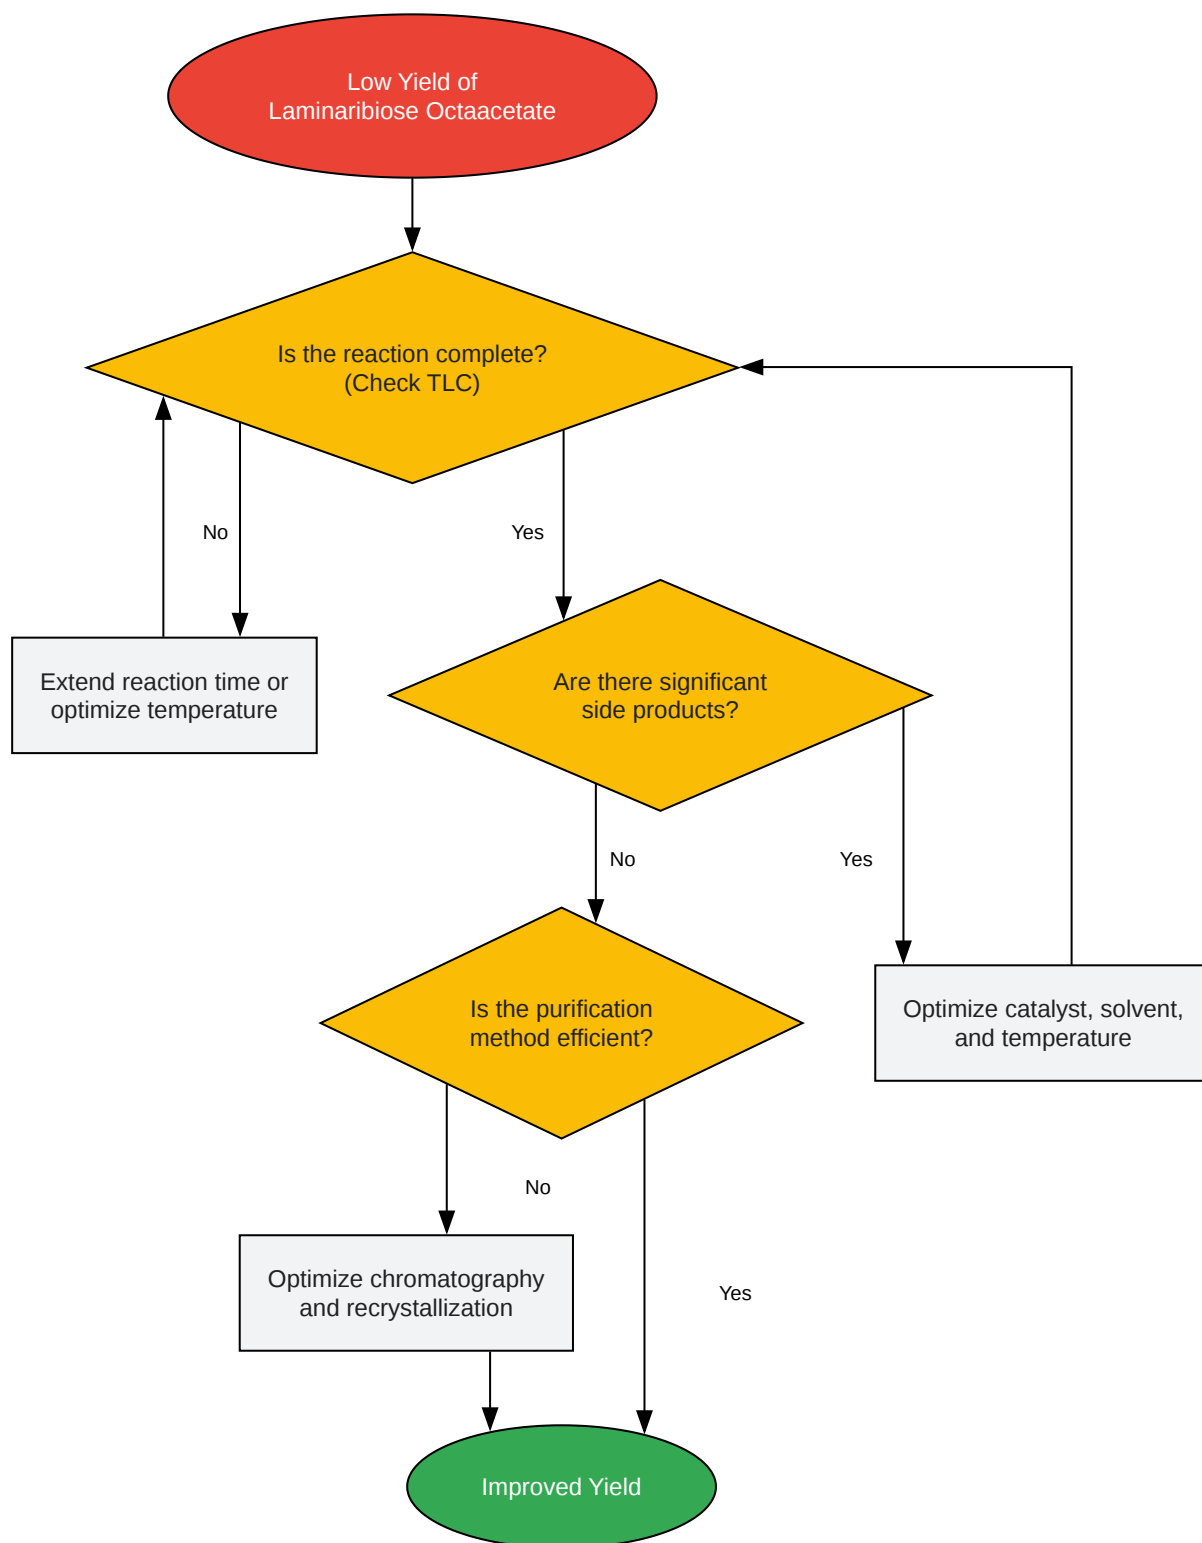 Low Yield of
Laminaribiose Octaacetate
Is the reaction complete?
(Check TLC)
No
Yes
Extend reaction time or
optimize temperature
Are there significant
side products?
No
Yes
Is the purification
method efficient?
Optimize catalyst, solvent,
and temperature
No
Optimize chromatography
and recrystallization
Yes
Improved Yield